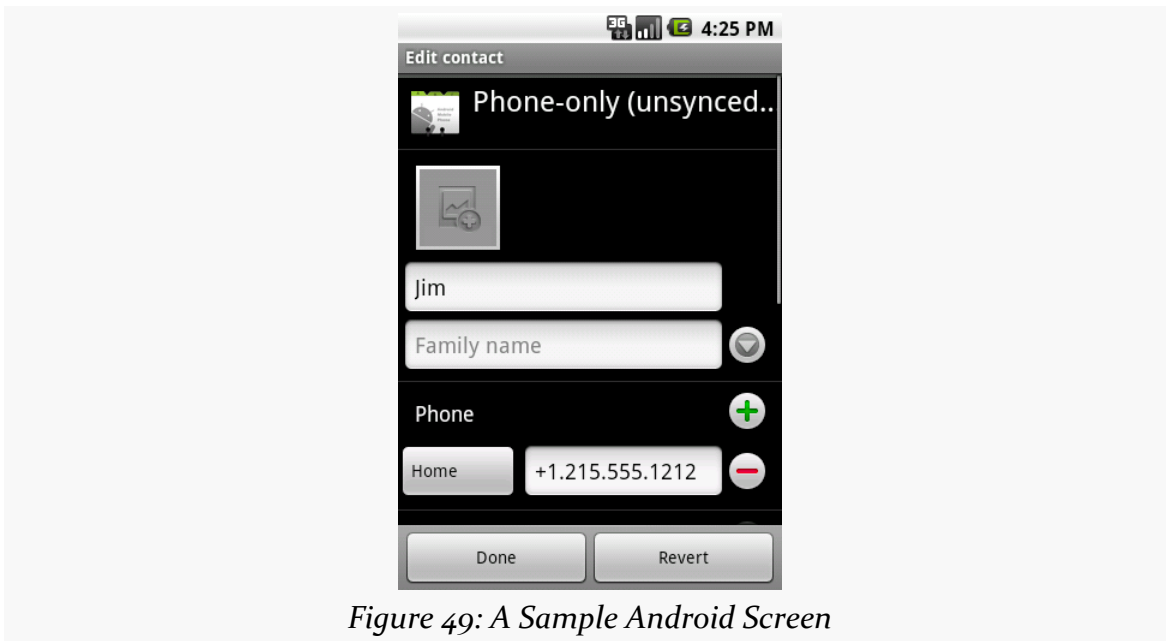 3G 4:25 PM
Edit contact
Phone-only (unsynced..
Jim
Family name
Phone
Home +1.215.555.1212
Done Revert
Figure 49: A Sample Android Screen